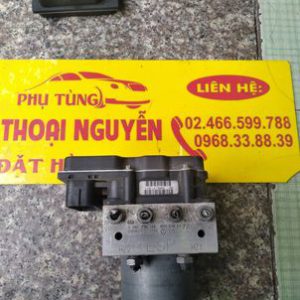 PHỤ TÙNG
LIÊN HỆ:
THOẠI NGUYỄN
02.466.599.788
0968.33.88.39
ĐẶT H